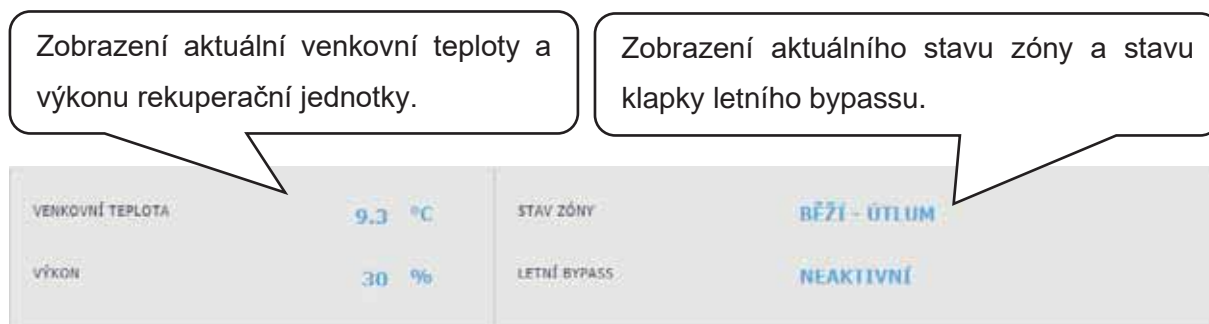 Zobrazení aktuální venkovní teploty a
výkonu rekuperační jednotky.
Zobrazení aktuálního stavu zóny a stavu
klapky letního bypassu.
VENKOVNÍ TEPLOTA 9.3 °C STAV ZÓNY BĚŽÍ - ÚTLUM
VÝKON 30 % LETNÍ BYPASS NEAKTIVNÍ